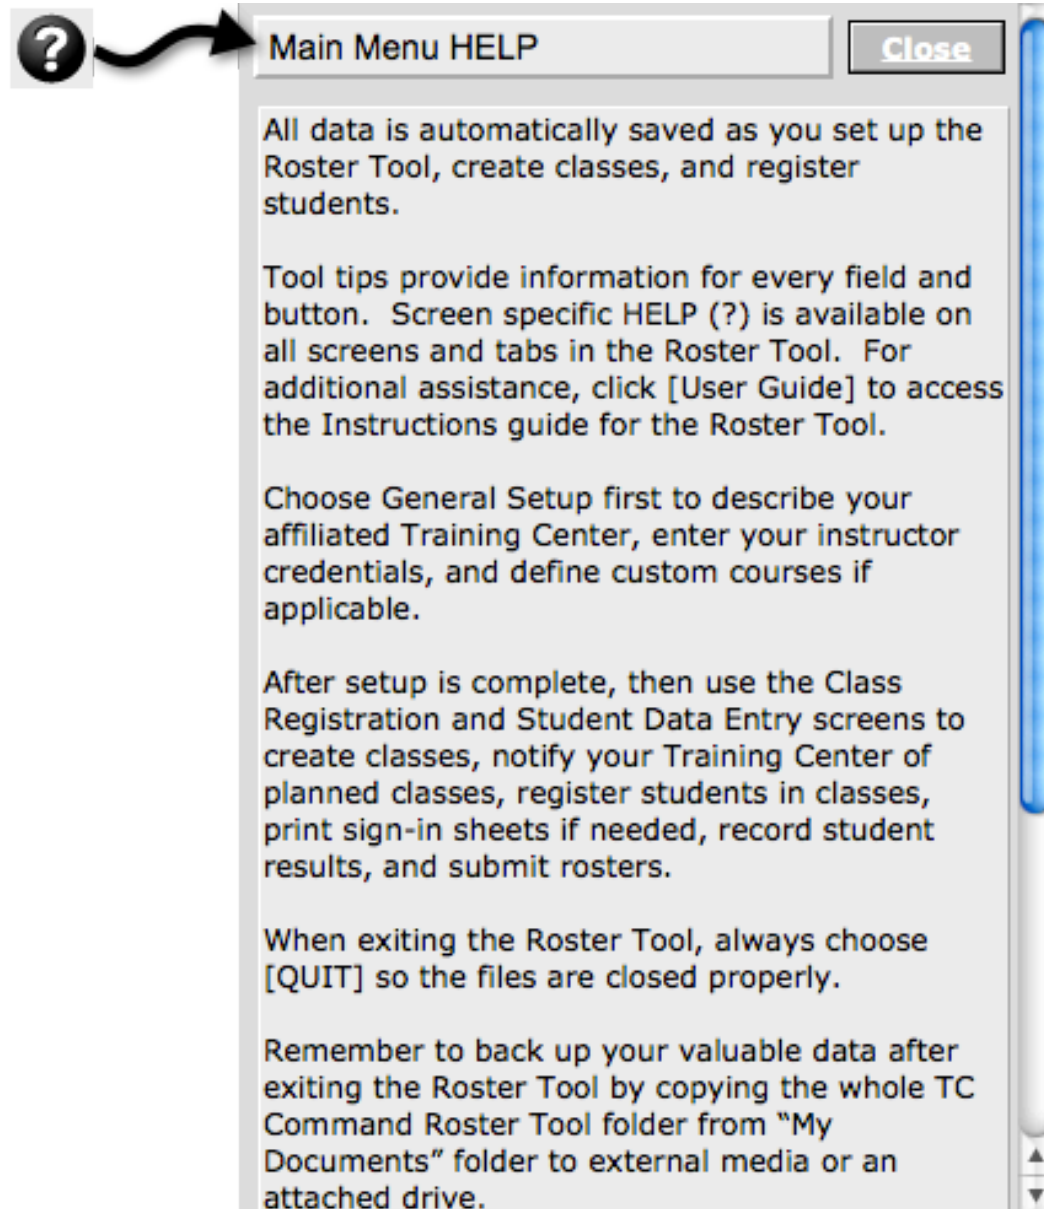 ?
Main Menu HELP
Close
All data is automatically saved as you set up the
Roster Tool, create classes, and register
students.
Tool tips provide information for every field and
button.  Screen specific HELP (?) is available on
all screens and tabs in the Roster Tool.  For
additional assistance, click [User Guide] to access
the Instructions guide for the Roster Tool.
Choose General Setup first to describe your
affiliated Training Center, enter your instructor
credentials, and define custom courses if
applicable.
After setup is complete, then use the Class
Registration and Student Data Entry screens to
create classes, notify your Training Center of
planned classes, register students in classes,
print sign-in sheets if needed, record student
results, and submit rosters.
When exiting the Roster Tool, always choose
[QUIT] so the files are closed properly.
Remember to back up your valuable data after
exiting the Roster Tool by copying the whole TC
Command Roster Tool folder from “My
Documents” folder to external media or an
attached drive.